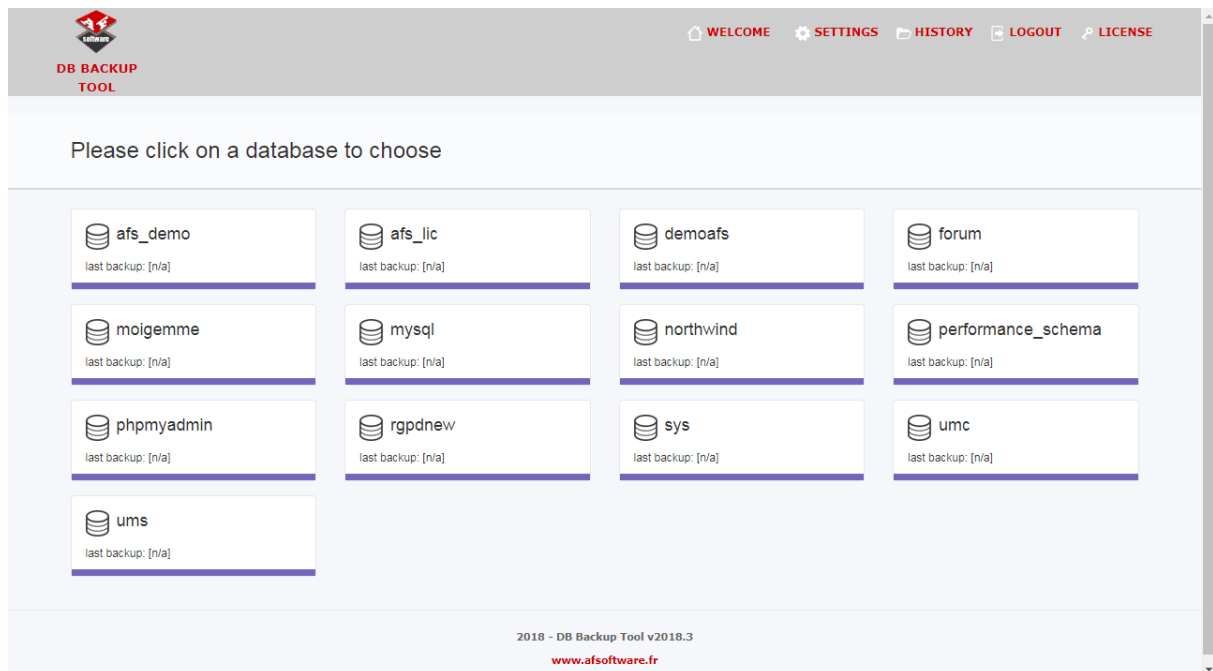 software
DB BACKUP
TOOL
WELCOME SETTINGS HISTORY LOGOUT LICENSE
Please click on a database to choose
afs_demo
last backup: [n/a]
afs_lic
last backup: [n/a]
demoafs
last backup: [n/a]
forum
last backup: [n/a]
moigemme
last backup: [n/a]
mysql
last backup: [n/a]
northwind
last backup: [n/a]
performance_schema
last backup: [n/a]
phpmyadmin
last backup: [n/a]
rgpdnew
last backup: [n/a]
sys
last backup: [n/a]
umc
last backup: [n/a]
ums
last backup: [n/a]
2018 - DB Backup Tool v2018.3
www.afsoftware.fr